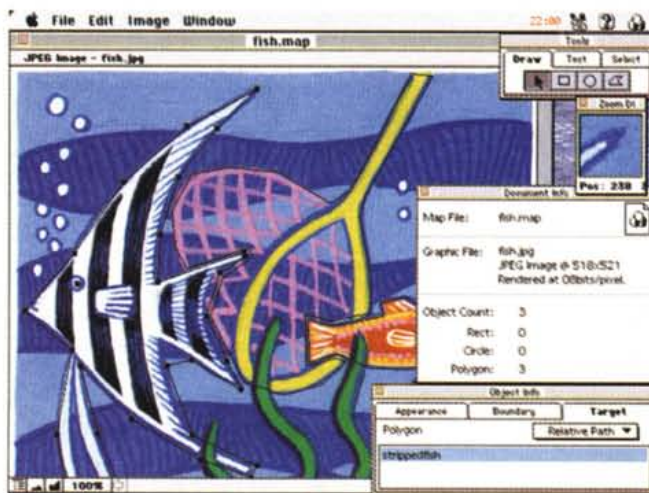 File Edit Image Window 22:00
fish.map
JPEG Image - fish.jpg
Tools
Draw Text Select
Zoom
Pos: 230
Document Info
Map File: fish.map
Graphic File: fish.jpg
JPEG Image @ 518x521
Rendered at 08bits/pixel.
Object Count: 3
Rect: 0
Circle: 0
Polygon: 3
Object Info
Appearance Boundary Target
Polygon Relative Path
strippedfish
100%